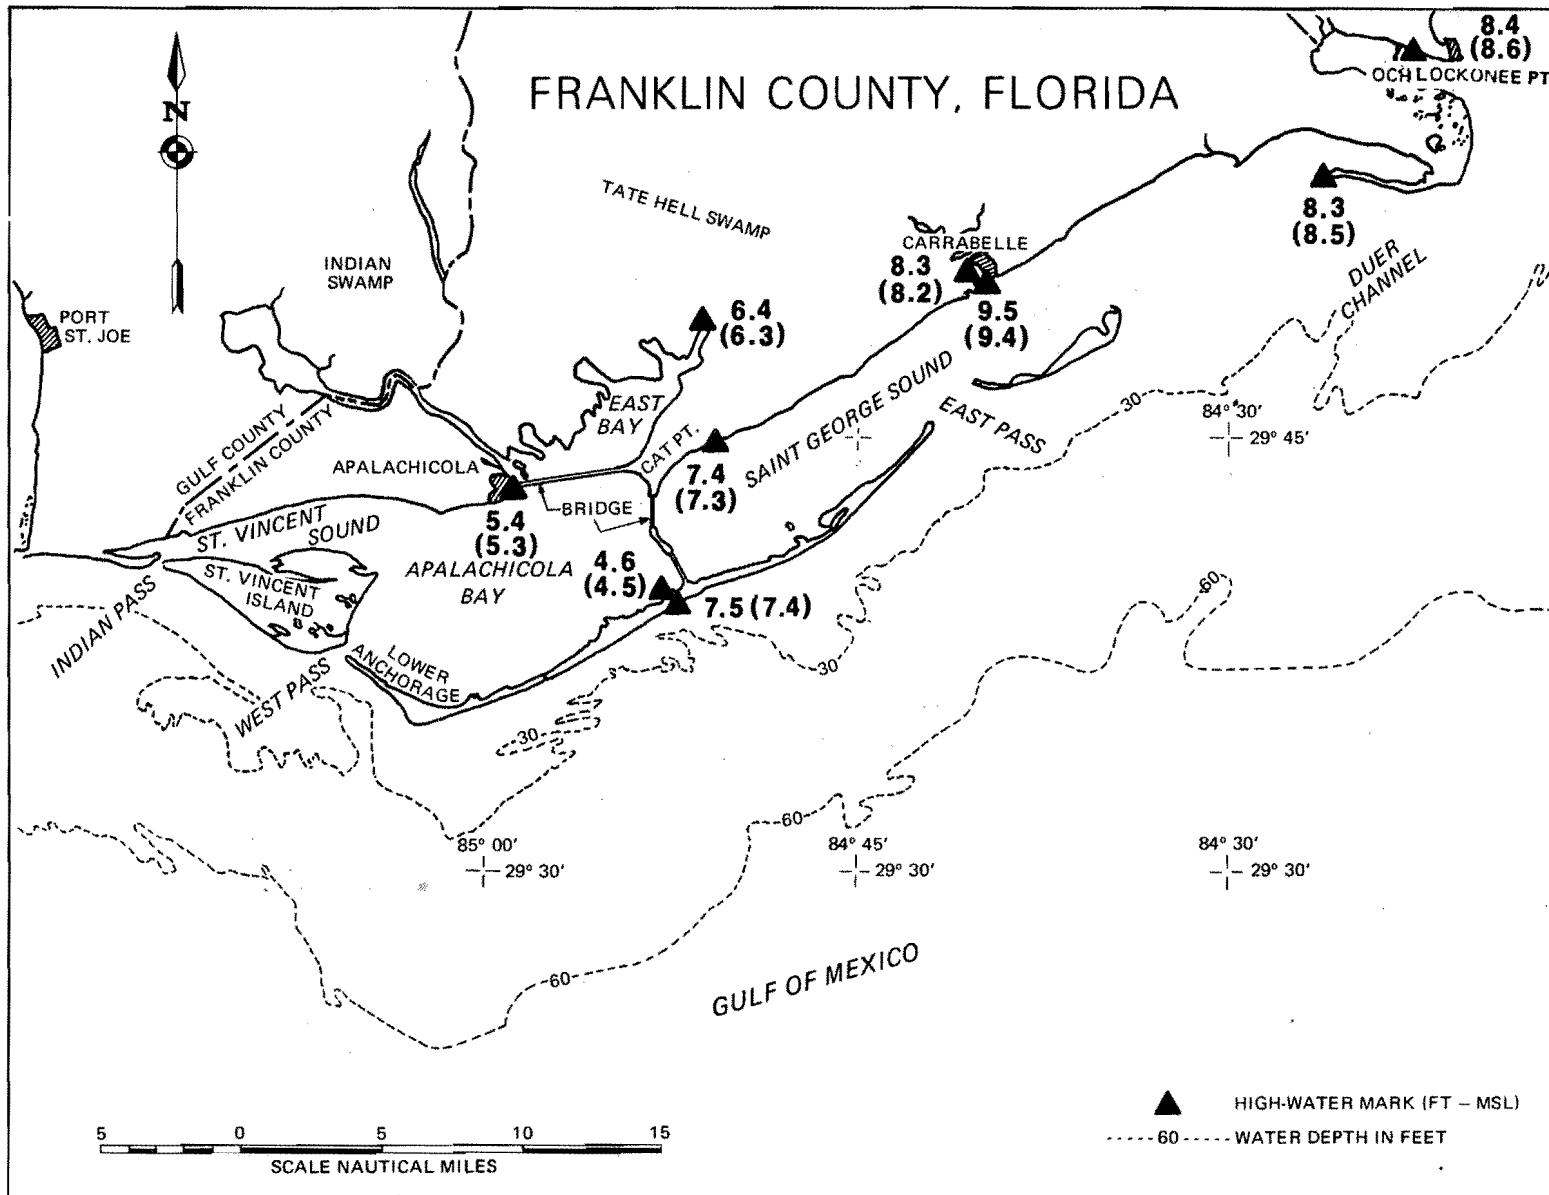 8.4
(8.6)
OCHLOCKONEE PT
N
FRANKLIN COUNTY, FLORIDA
TATE HELL SWAMP
8.3
(8.5)
CARRABELLE
8.3
(8.2)
9.5
(9.4)
DUER
CHANNEL
INDIAN
SWAMP
PORT
ST. JOE
6.4
(6.3)
EAST
BAY
SAINT GEORGE SOUND
EAST PASS
30
84° 30'
29° 45'
GULF COUNTY
FRANKLIN COUNTY
APALACHICOLA
CAT PT.
7.4
(7.3)
BRIDGE
5.4
(5.3)
ST. VINCENT
SOUND
ST. VINCENT
ISLAND
APALACHICOLA
BAY
4.6
(4.5)
7.5 (7.4)
60
INDIAN PASS
WEST PASS
LOWER
ANCHORAGE
30
30
60
85° 00'
29° 30'
84° 45'
29° 30'
84° 30'
29° 30'
60
GULF OF MEXICO
HIGH-WATER MARK (FT – MSL)
60
WATER DEPTH IN FEET
5 0 5 10 15
SCALE NAUTICAL MILES